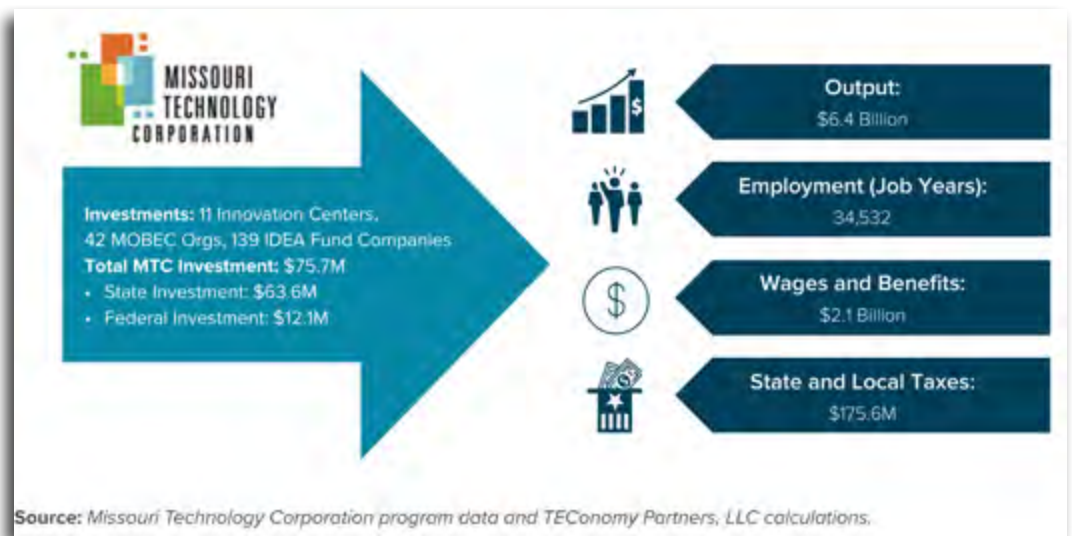 MISSOURI
TECHNOLOGY
CORPORATION
Investments: 11 Innovation Centers,
42 MOBEC Orgs, 139 IDEA Fund Companies
Total MTC Investment: $75.7M
• State Investment: $63.6M
• Federal Investment: $12.1M
$
Output:
$6.4 Billion
Employment (Job Years):
34,532
$
Wages and Benefits:
$2.1 Billion
State and Local Taxes:
$175.6M
Source: Missouri Technology Corporation program data and TEConomy Partners, LLC calculations.